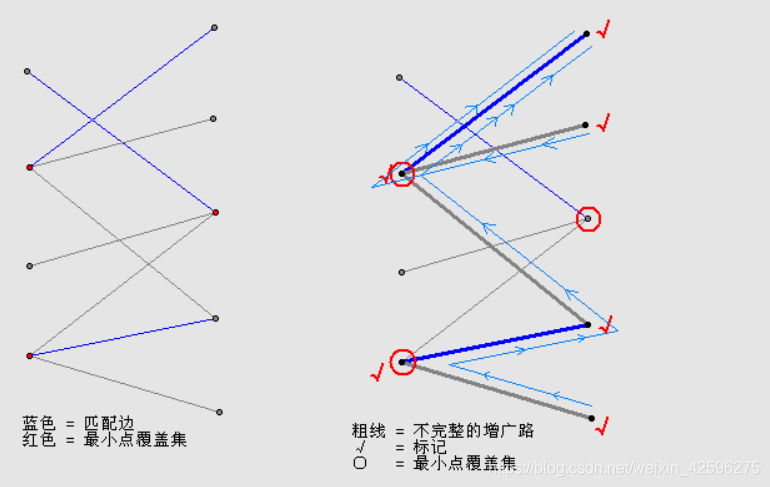 蓝色 = 匹配边
红色 = 最小点覆盖集
粗线 = 不完整的增广路
√ = 标记
○ = 最小点覆盖集
https://blog.csdn.net/weixin_42596275